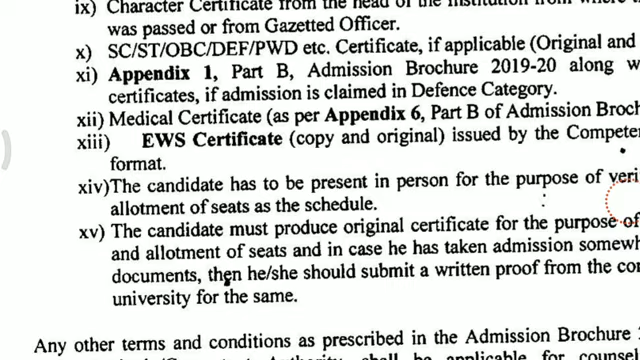 ix) Character Certificate from the head of the Institution from where
was passed or from Gazetted Officer.
x) SC/ST/OBC/DEF/PWD etc. Certificate, if applicable (Original and
xi) Appendix 1, Part B, Admission Brochure 2019-20 along w
certificates, if admission is claimed in Defence Category.
xii) Medical Certificate (as per Appendix 6, Part B of Admission Broch
xiii) EWS Certificate (copy and original) issued by the Compete
format.
xiv)The candidate has to be present in person for the purpose of veri
allotment of seats as the schedule.
xv) The candidate must produce original certificate for the purpose of
and allotment of seats and in case he has taken admission somewh
documents, then he/she should submit a written proof from the con
university for the same.
Any other terms and conditions as prescribed in the Admission Brochure
shall be applicable for counsel